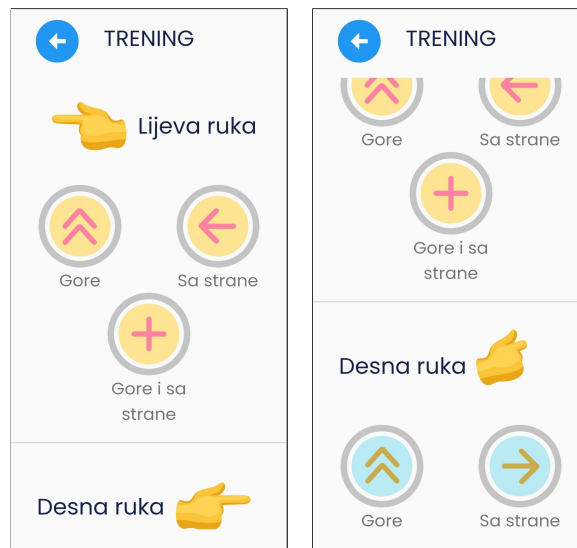 TRENING
Lijeva ruka
Gore
Sa strane
Gore i sa
strane
Desna ruka
TRENING
Gore
Sa strane
Gore i sa
strane
Desna ruka
Gore
Sa strane